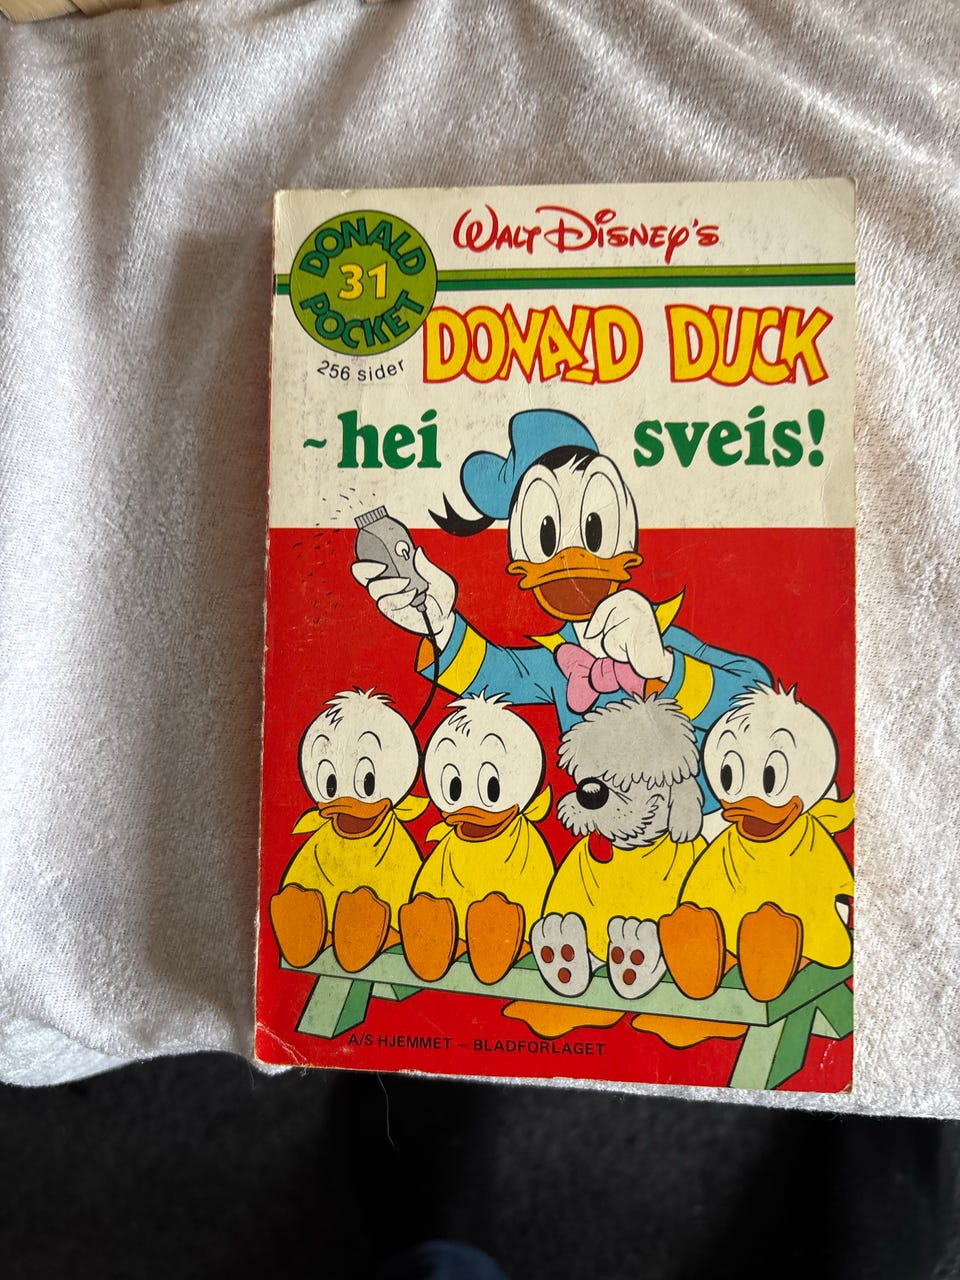 Walt Disney's
DONALD
31
POCKET
256 sider
DONALD DUCK
~ hei sveis!
A/S HJEMMET – BLADFORLAGET